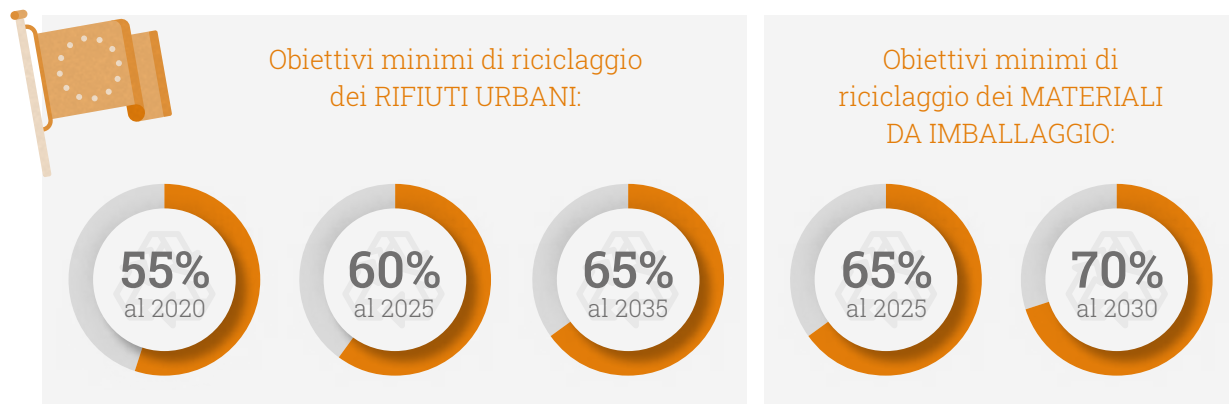 Obiettivi minimi di riciclaggio
dei RIFIUTI URBANI:
55%
al 2020
60%
al 2025
65%
al 2035
Obiettivi minimi di
riciclaggio dei MATERIALI
DA IMBALLAGGIO:
65%
al 2025
70%
al 2030